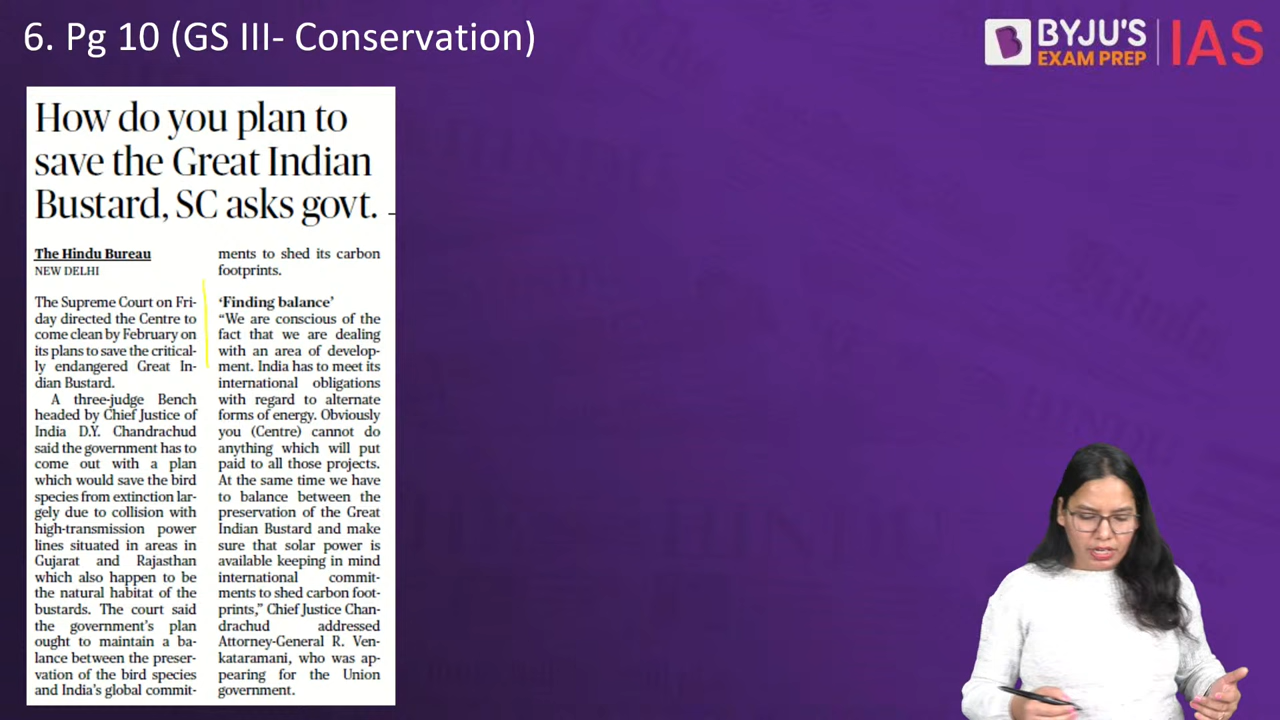 6. Pg 10 (GS III- Conservation)
BYJU'S
EXAM PREP
IAS
How do you plan to
save the Great Indian
Bustard, SC asks govt.
The Hindu Bureau
NEW DELHI
The Supreme Court on Fri-
day directed the Centre to
come clean by February on
its plans to save the critical-
ly endangered Great In-
dian Bustard.
A three-judge Bench
headed by Chief Justice of
India D.Y. Chandrachud
said the government has to
come out with a plan
which would save the bird
species from extinction lar-
gely due to collision with
high-transmission power
lines situated in areas in
Gujarat and Rajasthan
which also happen to be
the natural habitat of the
bustards. The court said
the government's plan
ought to maintain a ba-
lance between the preser-
vation of the bird species
and India's global commit-
ments to shed its carbon
footprints.
'Finding balance'
"We are conscious of the
fact that we are dealing
with an area of develop-
ment. India has to meet its
international obligations
with regard to alternate
forms of energy. Obviously
you (Centre) cannot do
anything which will put
paid to all those projects.
At the same time we have
to balance between the
preservation of the Great
Indian Bustard and make
sure that solar power is
available keeping in mind
international commit-
ments to shed carbon foot-
prints," Chief Justice Chan-
drachud addressed
Attorney-General R. Ven-
kataramani, who was ap-
pearing for the Union
government.